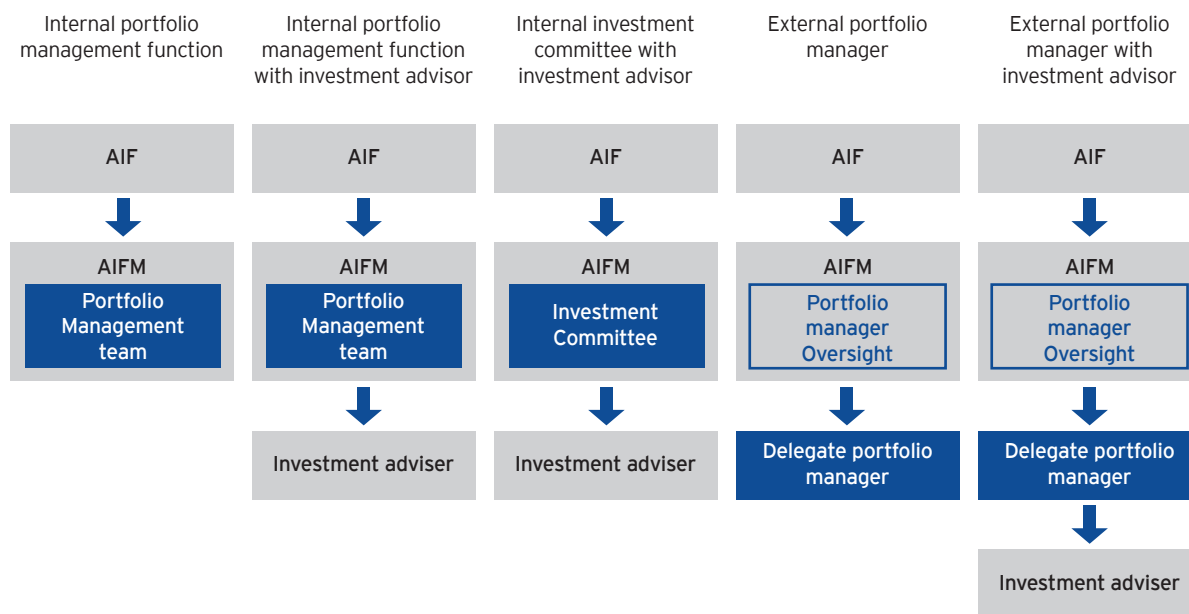 Internal portfolio
management function
Internal portfolio
management function
with investment advisor
Internal investment
committee with
investment advisor
External portfolio
manager
External portfolio
manager with
investment advisor
AIF
AIF
AIF
AIF
AIF
AIFM
Portfolio
Management
team
AIFM
Portfolio
Management
team
AIFM
Investment
Committee
AIFM
Portfolio
manager
Oversight
AIFM
Portfolio
manager
Oversight
Investment adviser
Investment adviser
Delegate portfolio
manager
Delegate portfolio
manager
Investment adviser